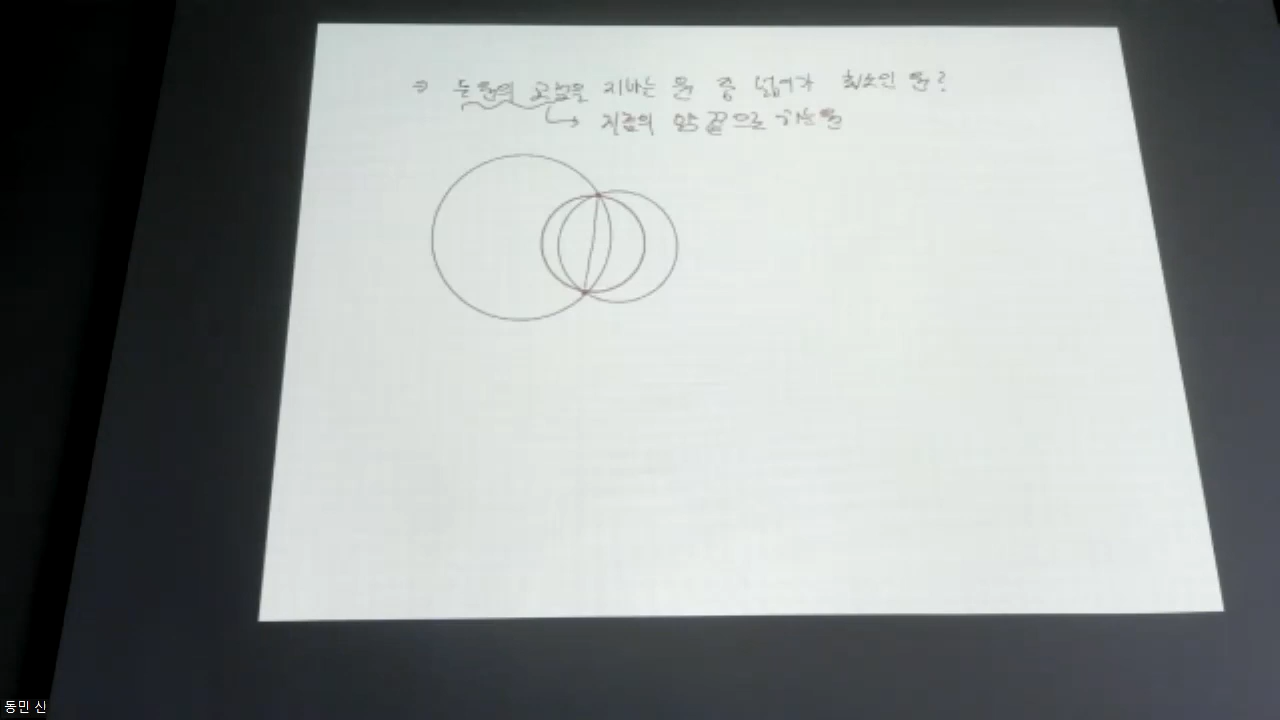 ⇒ 두 원의 교점을 지나는 원 중 넓이가 최소인 원?
↳ 지름의 양 끝으로 하는 원
동민 신